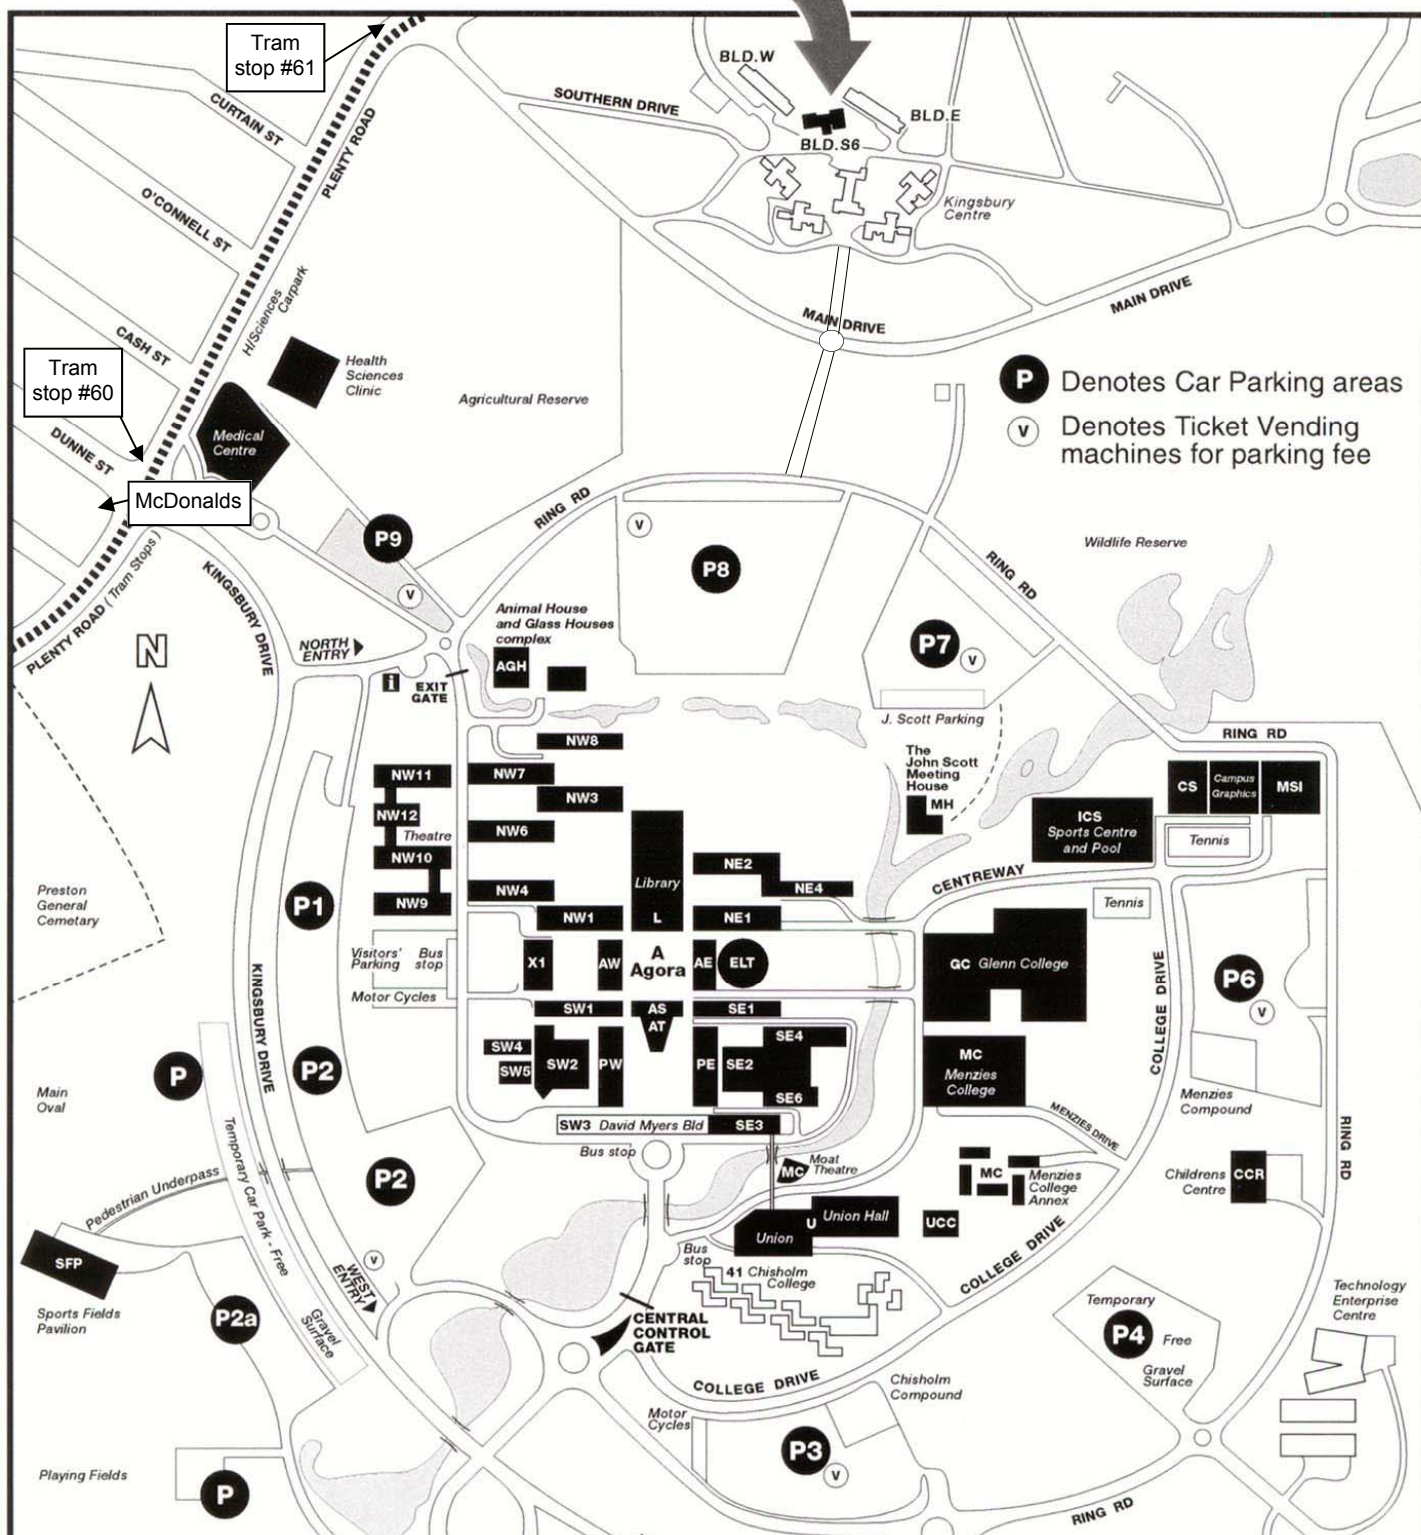 Tram
stop #61
CURTAIN ST
PLENTY ROAD
O'CONNELL ST
SOUTHERN DRIVE
BLD.W
BLD.E
BLD.S6
Kingsbury
Centre
MAIN DRIVE
MAIN DRIVE
H/Sciences
Carpark
CASH ST
Tram
stop #60
Health
Sciences
Clinic
Agricultural Reserve
P Denotes Car Parking areas
V Denotes Ticket Vending
machines for parking fee
DUNNE ST
Medical
Centre
McDonalds
PLENTY ROAD ( Tram Stops )
KINGSBURY DRIVE
P9
V
RING RD
V
P8
RING RD
Wildlife Reserve
N
NORTH
ENTRY
i
EXIT
GATE
Animal House
and Glass Houses
complex
AGH
P7
V
J. Scott Parking
RING RD
NW8
NW11
NW7
NW3
NW12
Theatre
NW6
NW10
NW4
NW9
NW1
The
John Scott
Meeting
House
MH
CS
Campus
Graphics
MSI
ICS
Sports Centre
and Pool
Tennis
Tennis
Library
L
NE2
NE4
NE1
CENTREWAY
Preston
General
Cemetary
P1
Visitors'
Parking
Bus
stop
Motor Cycles
X1
AW
A
Agora
AE
ELT
GC Glenn College
COLLEGE DRIVE
P6
V
KINGSBURY DRIVE
SW1
AS
AT
SE1
SW4
SW5
SW2
PW
PE
SE2
SE4
SE6
MC
Menzies
College
Menzies
Compound
P
P2
Main
Oval
SW3 David Myers Bld
SE3
Bus stop
MENZIES DRIVE
RING RD
Temporary Car Park - Free
Gravel
Surface
Pedestrian Underpass
P2
MC
Moat
Theatre
MC
Menzies
College
Annex
Childrens
Centre
CCR
SFP
V
WEST
ENTRY
U
Union Hall
Union
UCC
Bus
stop
COLLEGE DRIVE
41 Chisholm
College
Sports Fields
Pavilion
P2a
CENTRAL
CONTROL
GATE
Temporary
P4
Free
Gravel
Surface
Technology
Enterprise
Centre
COLLEGE DRIVE
Chisholm
Compound
Motor
Cycles
P3
V
Playing Fields
P
RING RD